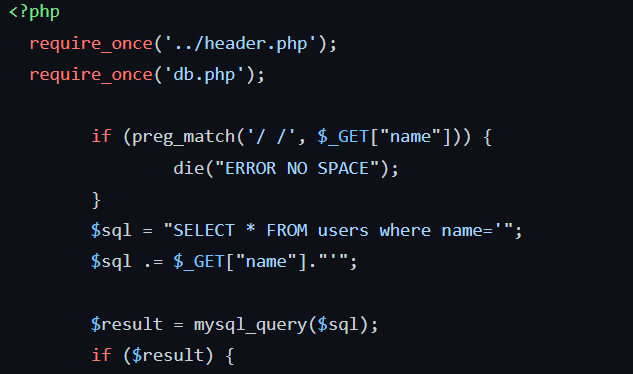 <?php
require_once('../header.php');
require_once('db.php');
if (preg_match('/ /', $_GET["name"])) {
die("ERROR NO SPACE");
}
$sql = "SELECT * FROM users where name='";
$sql .= $_GET["name"]."'";
$result = mysql_query($sql);
if ($result) {